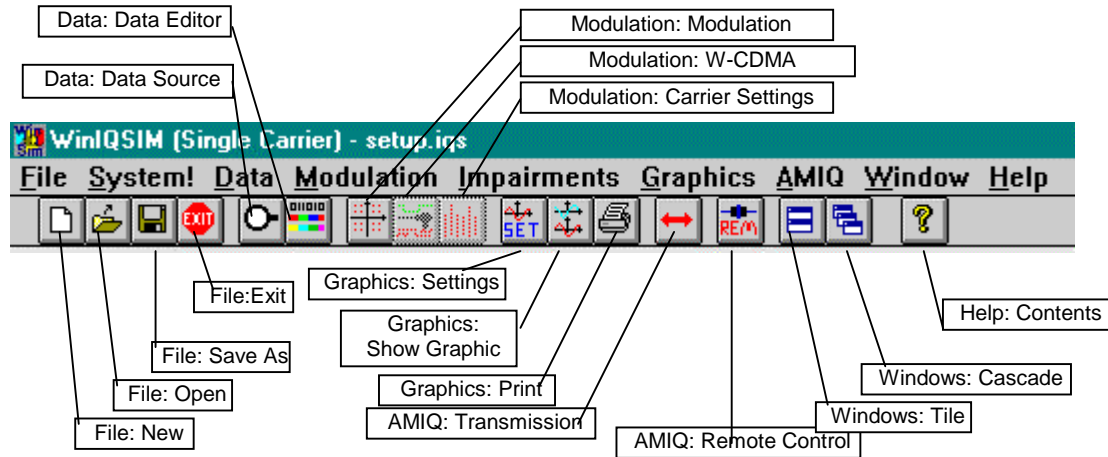 Data: Data Editor
Modulation: Modulation
Modulation: W-CDMA
Data: Data Source
Modulation: Carrier Settings
Win
Sim
WinIQSIM (Single Carrier) - setup.iqs
File System! Data Modulation Impairments Graphics AMIQ Window Help
EXIT
011010
SET
REM
?
Graphics: Settings
File:Exit
Help: Contents
Graphics:
Show Graphic
File: Save As
Windows: Cascade
File: Open
Graphics: Print
Windows: Tile
AMIQ: Transmission
File: New
AMIQ: Remote Control